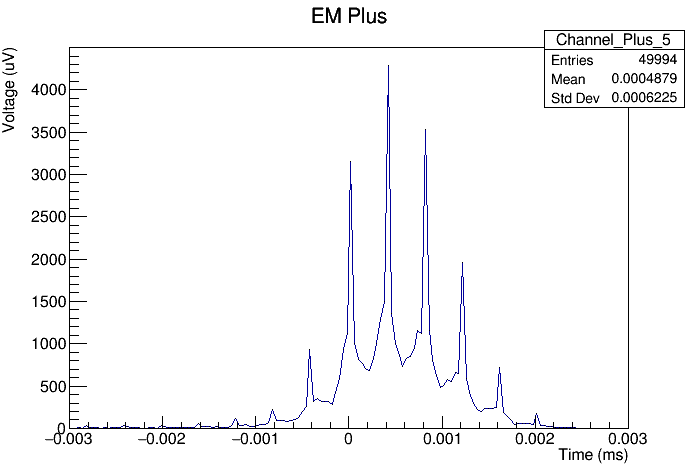 EM Plus
Channel_Plus_5
Entries 49994
Mean 0.0004879
Std Dev 0.0006225
Voltage (uV)
4000
3500
3000
2500
2000
1500
1000
500
0
−0.003 −0.002 −0.001 0 0.001 0.002 0.003
Time (ms)